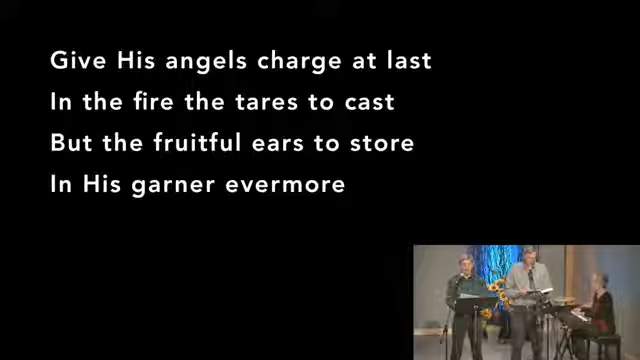 Give His angels charge at last
In the fire the tares to cast
But the fruitful ears to store
In His garner evermore